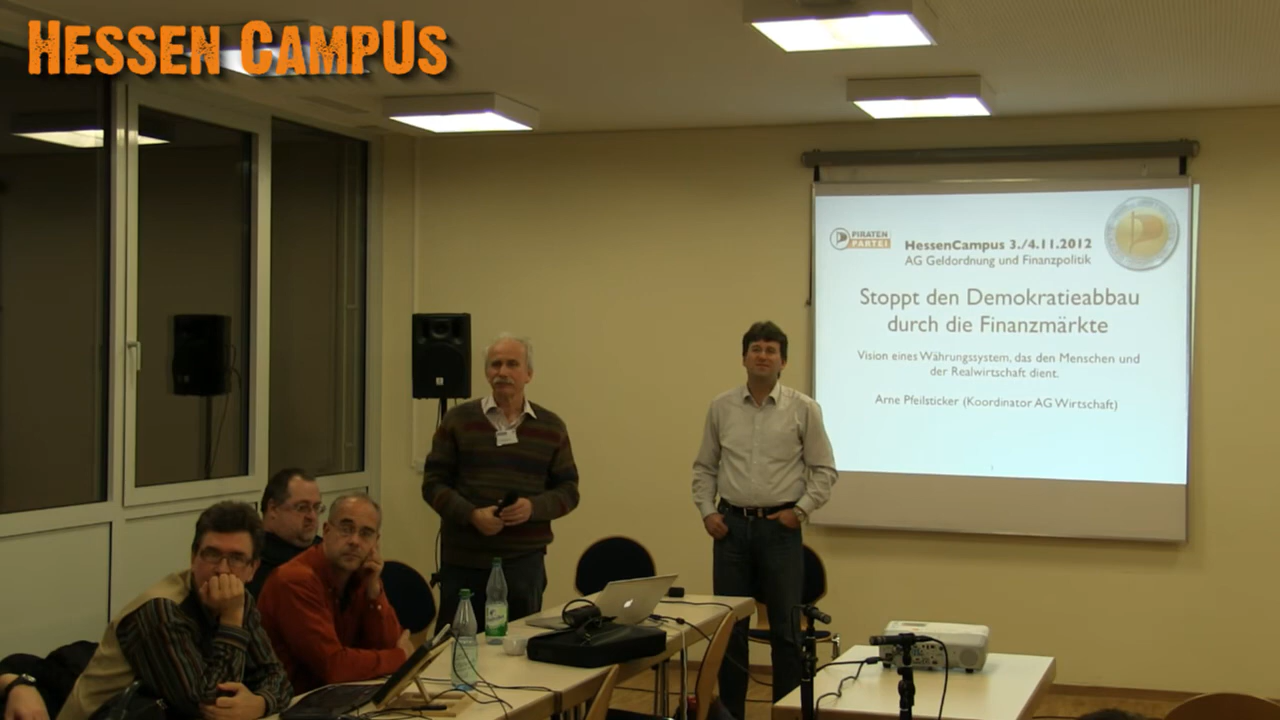 HESSEN CAMPUS
PIRATEN
PARTEI
HessenCampus 3./4.11.2012
AG Geldordnung und Finanzpolitik
Stoppt den Demokratieabbau
durch die Finanzmärkte
Vision eines Währungssystem, das den Menschen und
der Realwirtschaft dient.
Arne Pfeilsticker (Koordinator AG Wirtschaft)